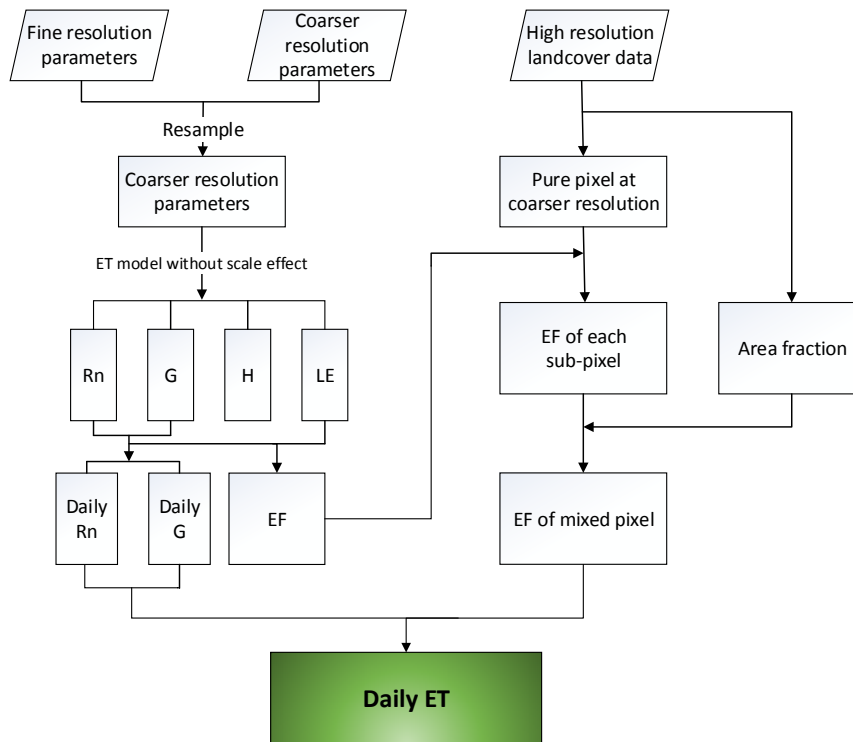 Fine resolution
parameters
Coarser
resolution
parameters
High resolution
landcover data
Resample
Coarser resolution
parameters
Pure pixel at
coarser resolution
ET model without scale effect
Rn
G
H
LE
EF of each
sub-pixel
Area fraction
Daily
Rn
Daily
G
EF
EF of mixed pixel
Daily ET